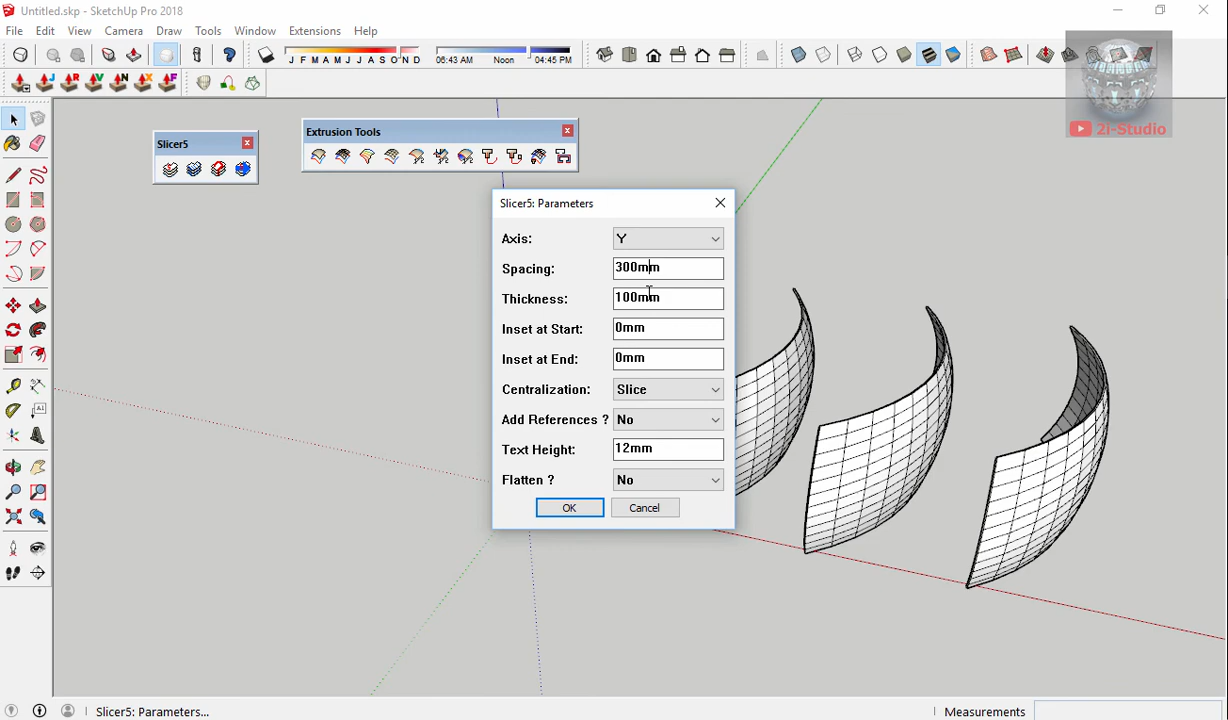 Untitled.skp - SketchUp Pro 2018
File Edit View Camera Draw Tools Window Extensions Help
J F M A M J J A S O N D 06:43 AM Noon 04:45 PM
J R V N X F
2i-Studio
Slicer5
Extrusion Tools
Slicer5: Parameters
Axis: Y
Spacing: 300mm
Thickness: 100mm
Inset at Start: 0mm
Inset at End: 0mm
Centralization: Slice
Add References ? No
Text Height: 12mm
Flatten ? No
OK Cancel
Slicer5: Parameters...
Measurements